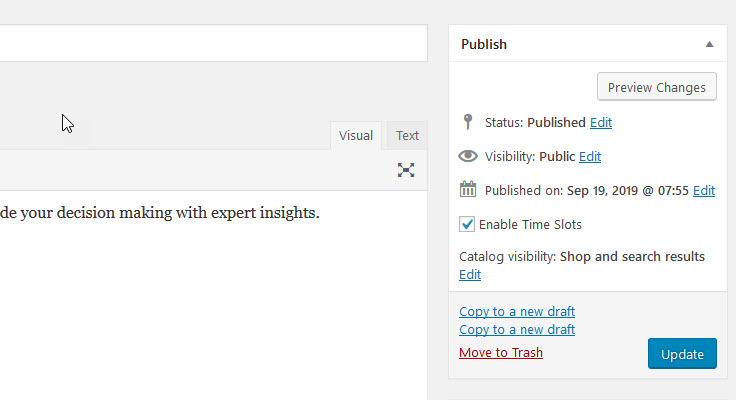 Publish
Preview Changes
Status: Published Edit
Visual Text
Visibility: Public Edit
Published on: Sep 19, 2019 @ 07:55 Edit
de your decision making with expert insights.
Enable Time Slots
Catalog visibility: Shop and search results
Edit
Copy to a new draft
Copy to a new draft
Move to Trash
Update